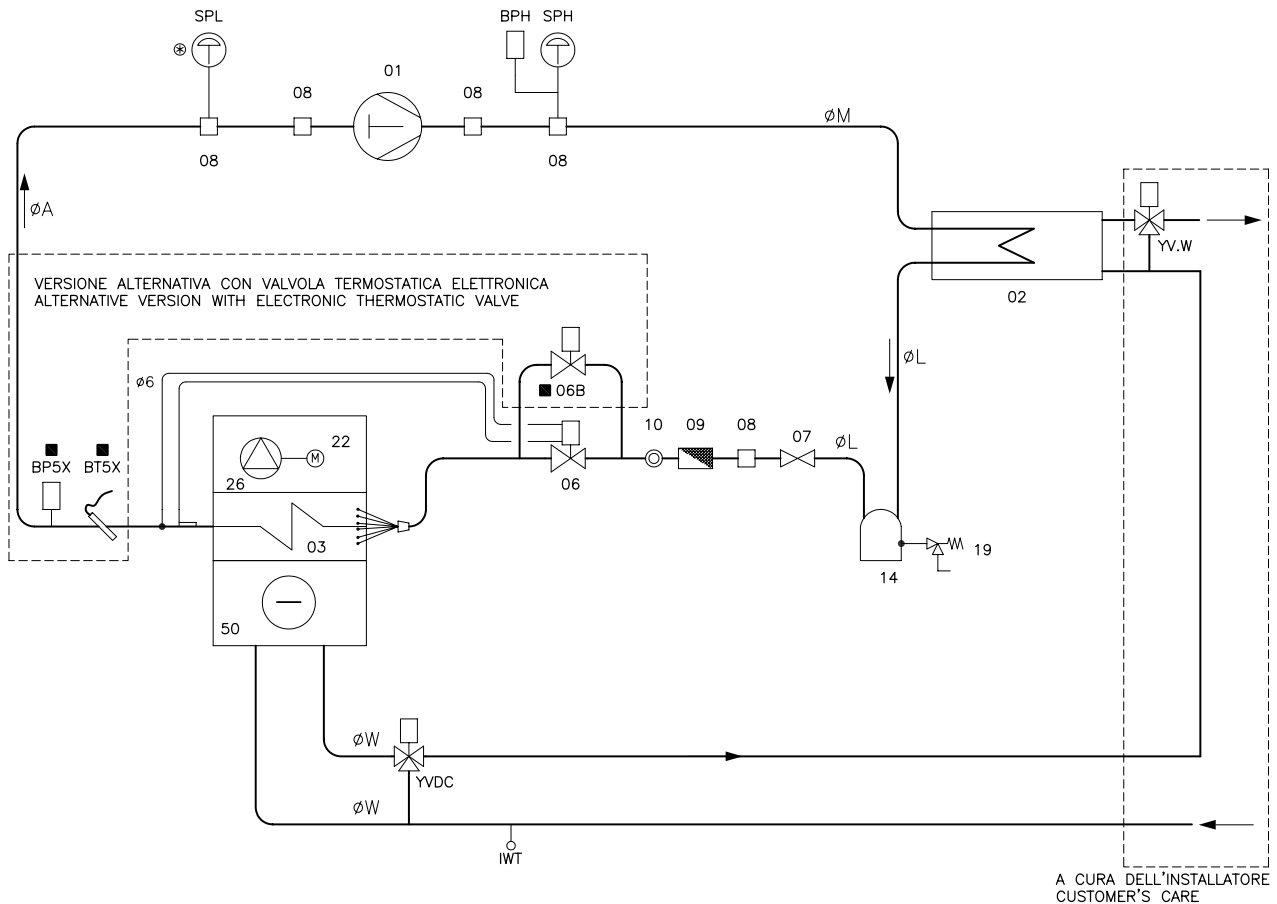 SPL
BPH SPH
01
08
08
08
08
øM
øA
YV.W
02
VERSIONE ALTERNATIVA CON VALVOLA TERMOSTATICA ELETTRONICA
ALTERNATIVE VERSION WITH ELECTRONIC THERMOSTATIC VALVE
øL
ø6
06B
10 09 08 07 øL
22
M
BP5X BT5X
26
06
03
19
14
50
øW
YVDC
øW
IWT
A CURA DELL'INSTALLATORE
CUSTOMER'S CARE